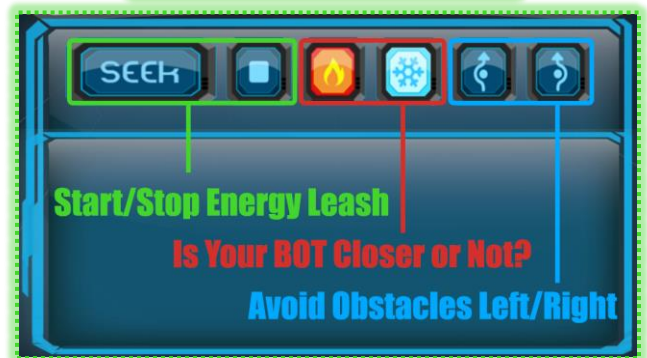 SEEK
Start/Stop Energy Leash
Is Your BOT Closer or Not?
Avoid Obstacles Left/Right